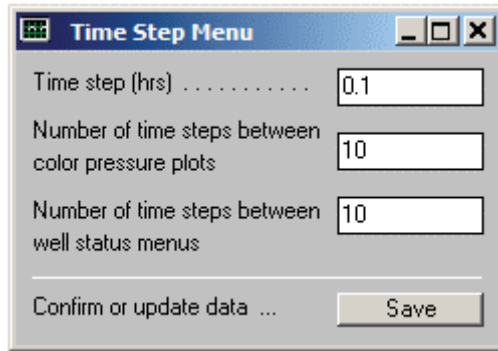 Time Step Menu
Time step (hrs) . . . . . . . . . . . 0.1
Number of time steps between
color pressure plots 10
Number of time steps between
well status menus 10
Confirm or update data ... Save